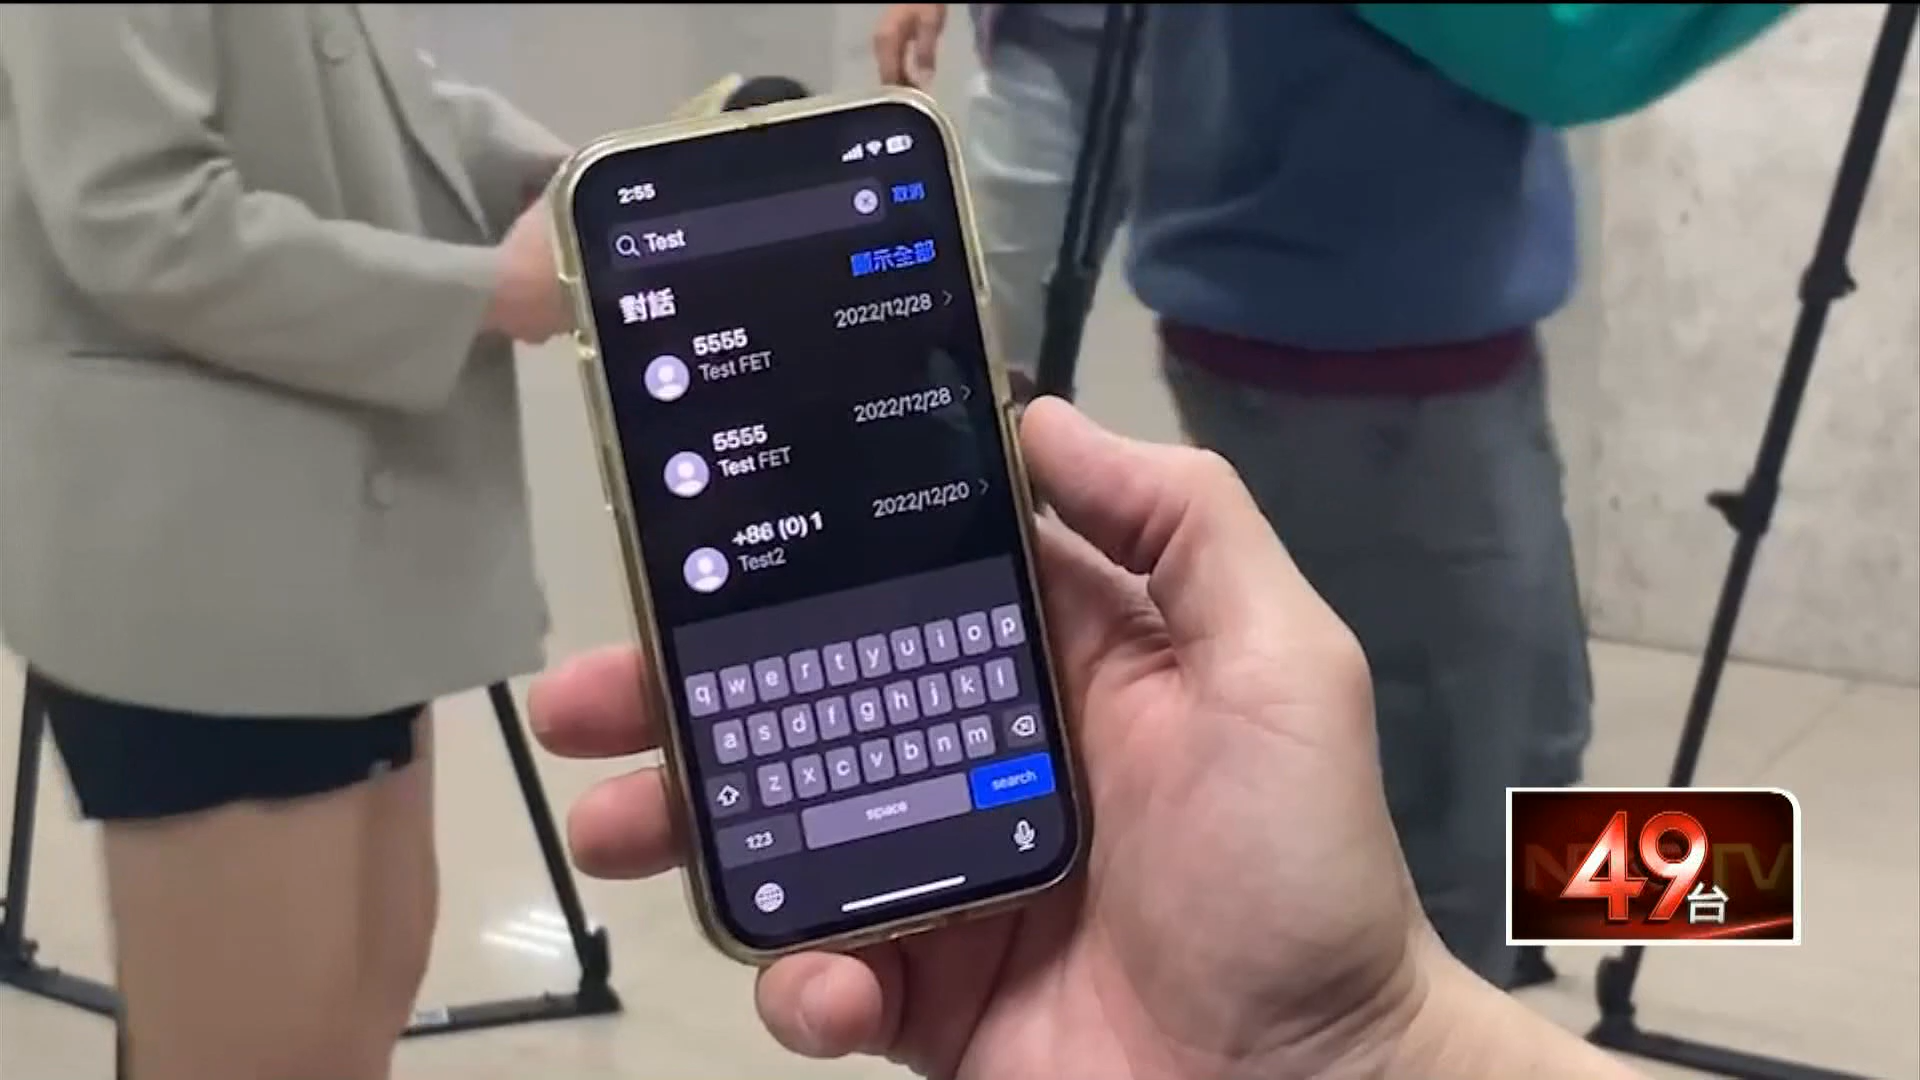 2:55
Test
取消
顯示全部
對話
5555
2022/12/28
Test FET
5555
2022/12/28
Test FET
+86 (0) 1
2022/12/20
Test2
q w e r t y u i o p
a s d f g h j k l
z x c v b n m
123
space
search
49台